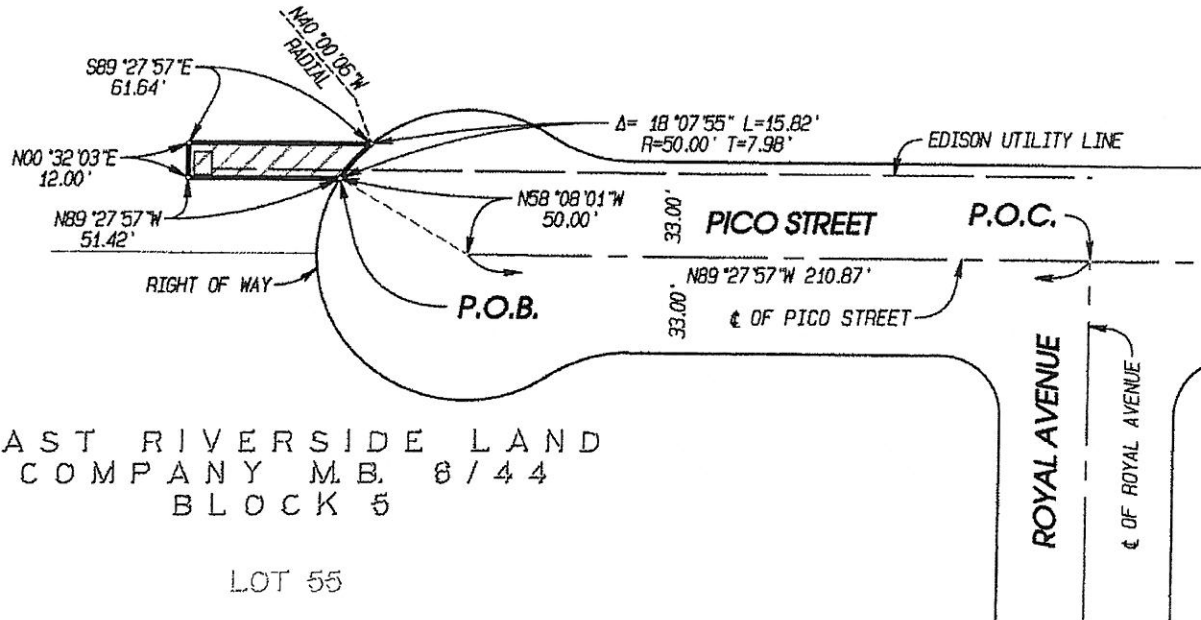 N40°00'06"W
RADIAL
S89°27'57"E
61.64'
Δ= 18°07'55" L=15.82'
R=50.00' T=7.98'
EDISON UTILITY LINE
N00°32'03"E
12.00'
N58°08'01"W
50.00'
N89°27'57"W
51.42'
33.00'
PICO STREET
P.O.C.
RIGHT OF WAY
N89°27'57"W 210.87'
P.O.B.
33.00'
℄ OF PICO STREET
ROYAL AVENUE
℄ OF ROYAL AVENUE
AST RIVERSIDE LAND
COMPANY M.B. 6/44
BLOCK 5
LOT 55